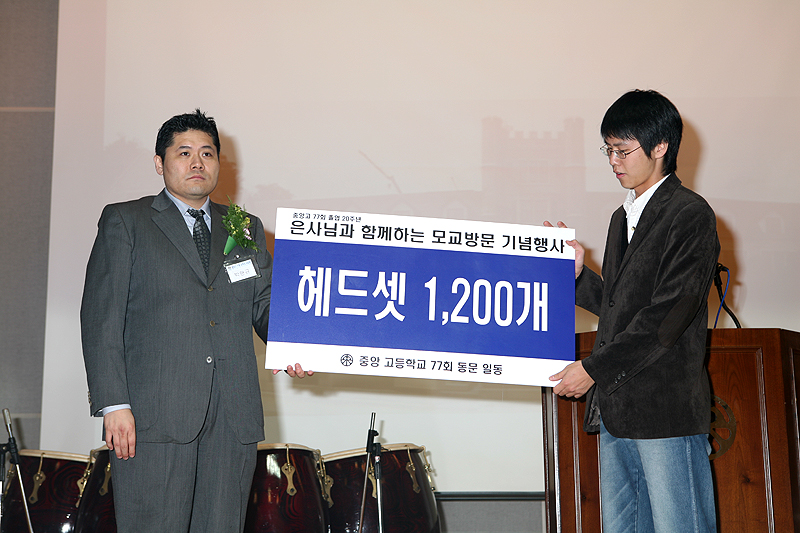 중앙고 77회 졸업 20주년
은사님과 함께하는 모교방문 기념행사
헤드셋 1,200개
중앙 고등학교 77회 동문 일동